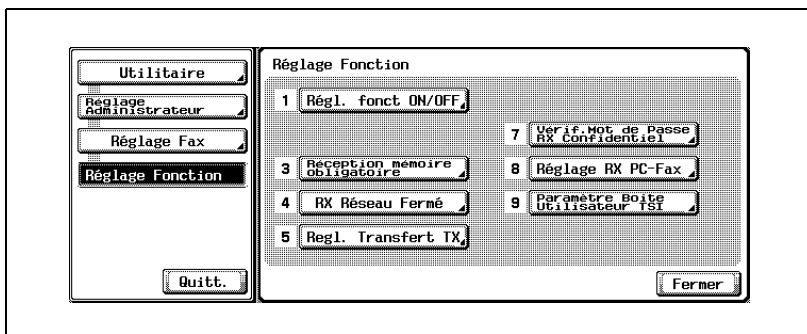 Utilitaire
Réglage
Administrateur
Réglage Fax
Réglage Fonction
Quitt.
Réglage Fonction
1 Régl. fonct ON/OFF
3 Réception mémoire
obligatoire
4 RX Réseau Fermé
5 Regl. Transfert TX
7 Vérif.Mot de Passe
RX Confidentiel
8 Réglage RX PC-Fax
9 Paramètre Boite
Utilisateur TSI
Fermer